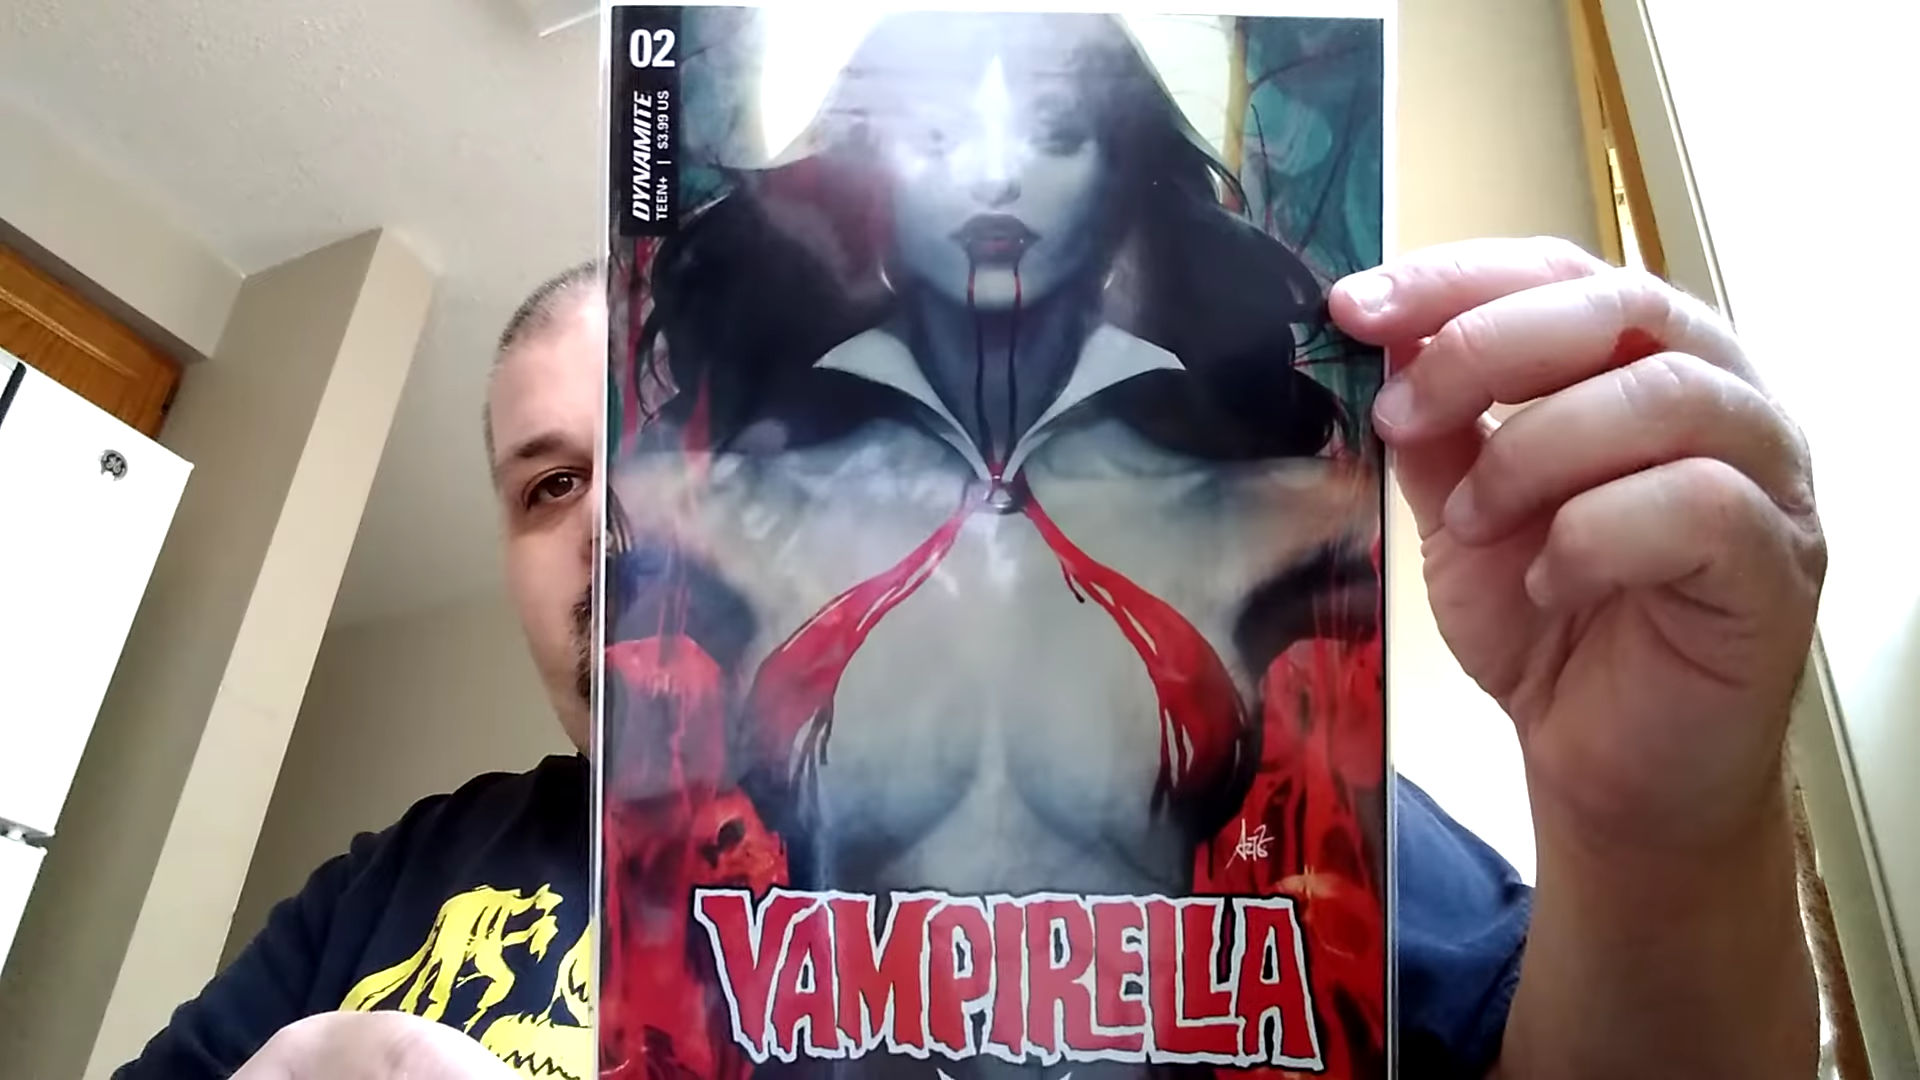 02
DYNAMITE
TEEN+ | $3.99 US
VAMPIRELLA